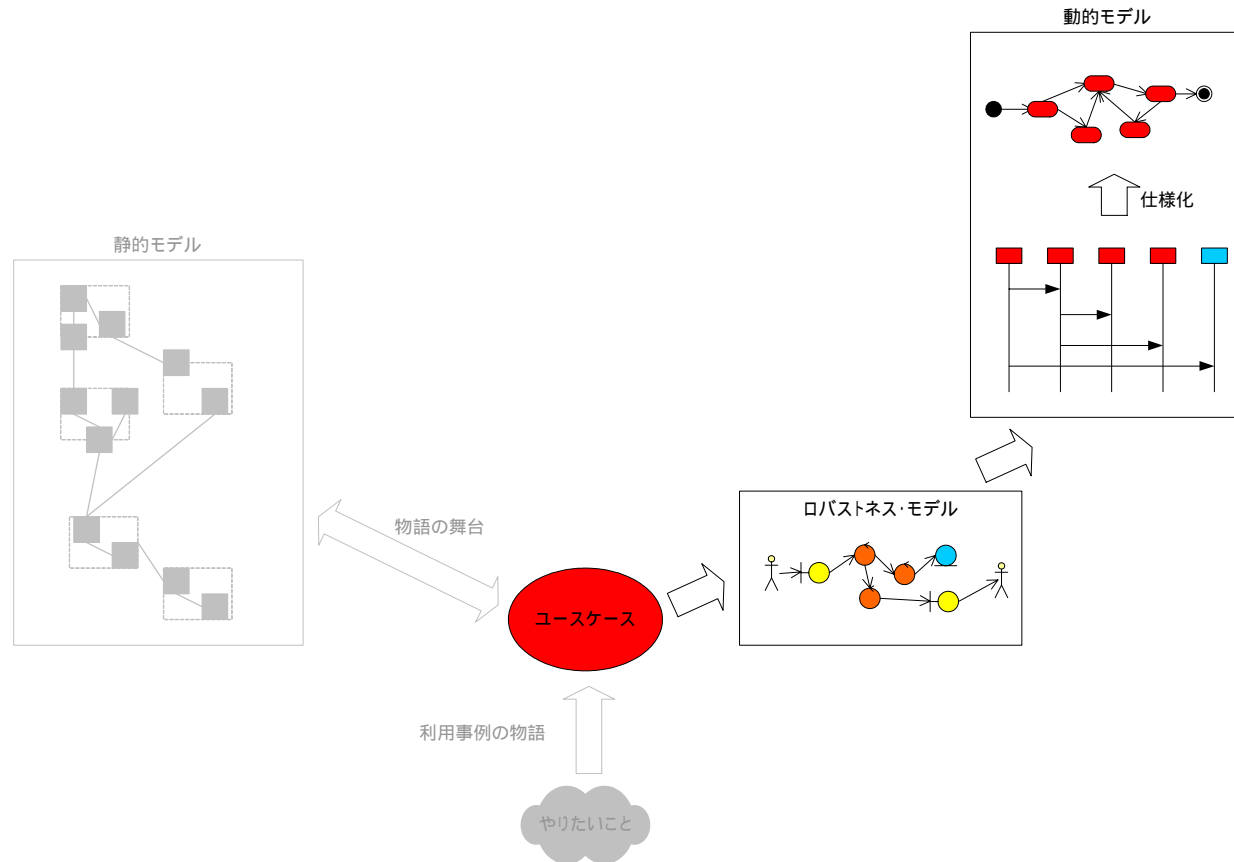 動的モデル
仕様化
静的モデル
物語の舞台
ロバストネス・モデル
ユースケース
利用事例の物語
やりたいこと